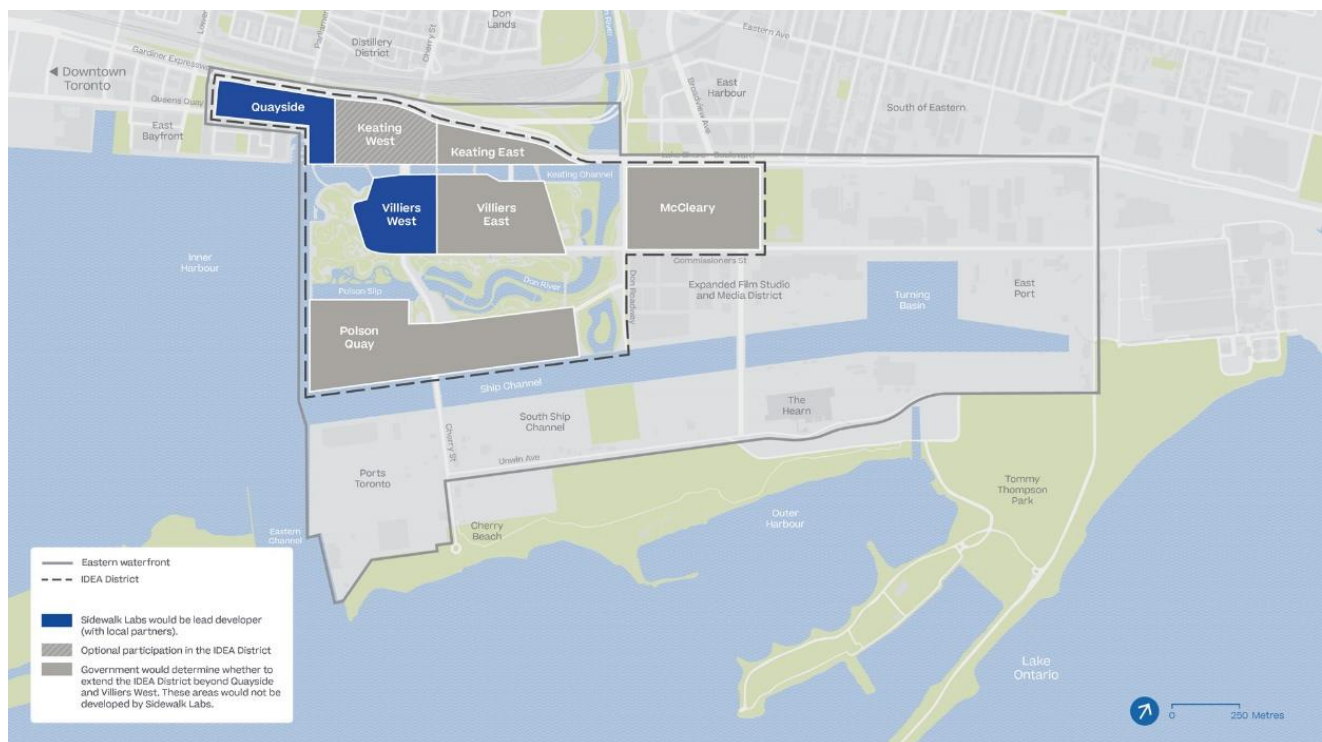 Don
Lands
Lower
Parliament
Cherry St
Don River
Eastern Ave
Distillery
District
Gardiner Expressway
◀ Downtown
Toronto
Queens Quay
East
Bayfront
Quayside
Keating
West
Keating East
Broadview Ave
East
Harbour
South of Eastern
Keating Channel
Villiers
West
Villiers
East
McCleary
Inner
Harbour
Commissioners St
Polson Slip
Don River
Don Roadway
Expanded Film Studio
and Media District
Turning
Basin
East
Port
Polson
Quay
Ship Channel
South Ship
Channel
The
Hearn
Cherry St
Unwin Ave
Ports
Toronto
Cherry
Beach
Outer
Harbour
Tommy
Thompson
Park
Eastern
Channel
Lake
Ontario
Eastern waterfront
IDEA District
Sidewalk Labs would be lead developer
(with local partners).
Optional participation in the IDEA District
Government would determine whether to
extend the IDEA District beyond Quayside
and Villiers West. These areas would not be
developed by Sidewalk Labs.
0 250 Metres